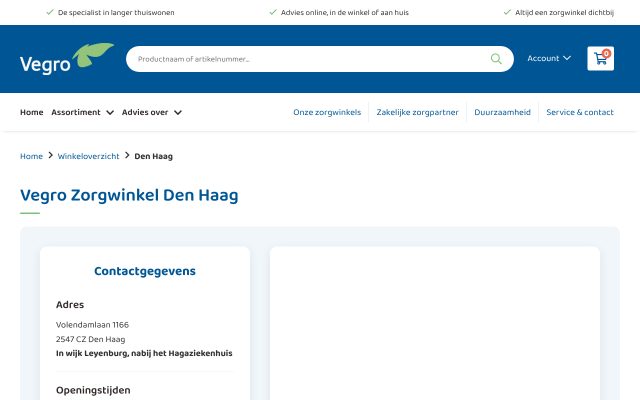 De specialist in langer thuiswonen
Advies online, in de winkel of aan huis
Altijd een zorgwinkel dichtbij
Vegro
Productnaam of artikelnummer...
Account
0
Home
Assortiment
Advies over
Onze zorgwinkels
Zakelijke zorgpartner
Duurzaamheid
Service & contact
Home
Winkeloverzicht
Den Haag
Vegro Zorgwinkel Den Haag
Contactgegevens
Adres
Volendamlaan 1166
2547 CZ Den Haag
In wijk Leyenburg, nabij het Hagaziekenhuis
Openingstijden